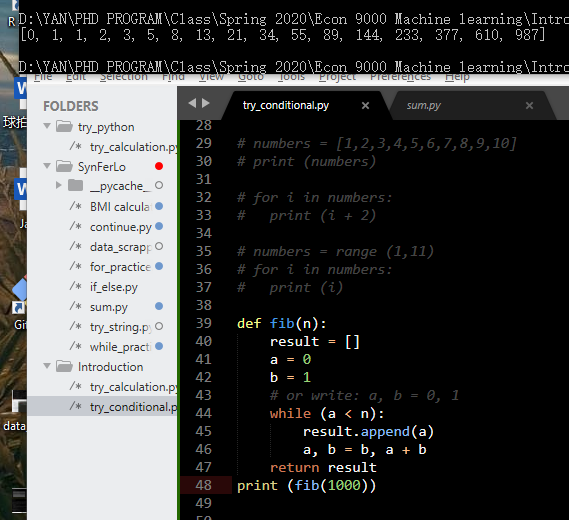 D:\YAN\PHD PROGRAM\Class\Spring 2020\Econ 9000 Machine learning\Intro
[0, 1, 1, 2, 3, 5, 8, 13, 21, 34, 55, 89, 144, 233, 377, 610, 987]
D:\YAN\PHD PROGRAM\Class\Spring 2020\Econ 9000 Machine learning\Intro
File Edit Selection Find View Goto Tools Project Preferences Help
FOLDERS
try_python
/* try_calculation.py
SynFerLo
__pycache__
/* BMI calcula
/* continue.py
/* data_scrapp
/* for_practice
/* if_else.py
/* sum.py
/* try_string.py
/* while_practi
Introduction
/* try_calculation.py
/* try_conditional.p
球拍
Ja
Git
data
try_conditional.py × sum.py ×
28
29 # numbers = [1,2,3,4,5,6,7,8,9,10]
30 # print (numbers)
31
32 # for i in numbers:
33 #   print (i + 2)
34
35 # numbers = range (1,11)
36 # for i in numbers:
37 #   print (i)
38
39 def fib(n):
40     result = []
41     a = 0
42     b = 1
43     # or write: a, b = 0, 1
44     while (a < n):
45         result.append(a)
46         a, b = b, a + b
47     return result
48 print (fib(1000))
49